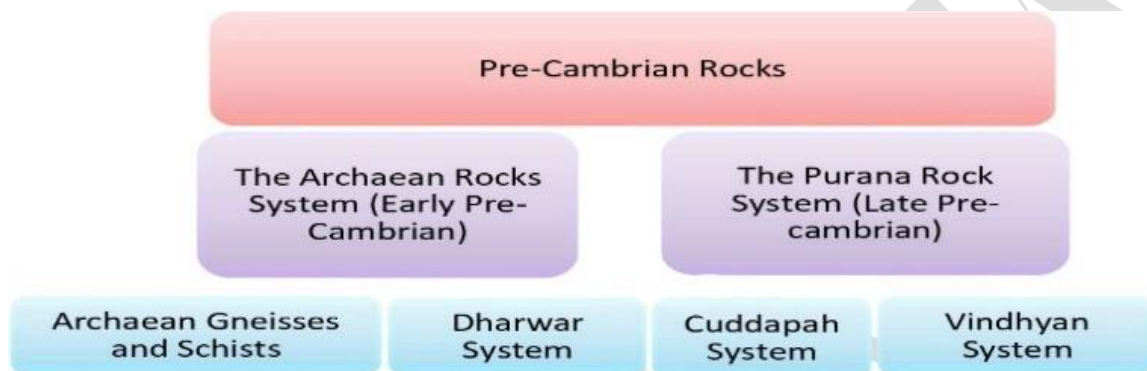 Pre-Cambrian Rocks
The Archaean Rocks
System (Early Pre-
Cambrian)
The Purana Rock
System (Late Pre-
cambrian)
Archaean Gneisses
and Schists
Dharwar
System
Cuddapah
System
Vindhyan
System